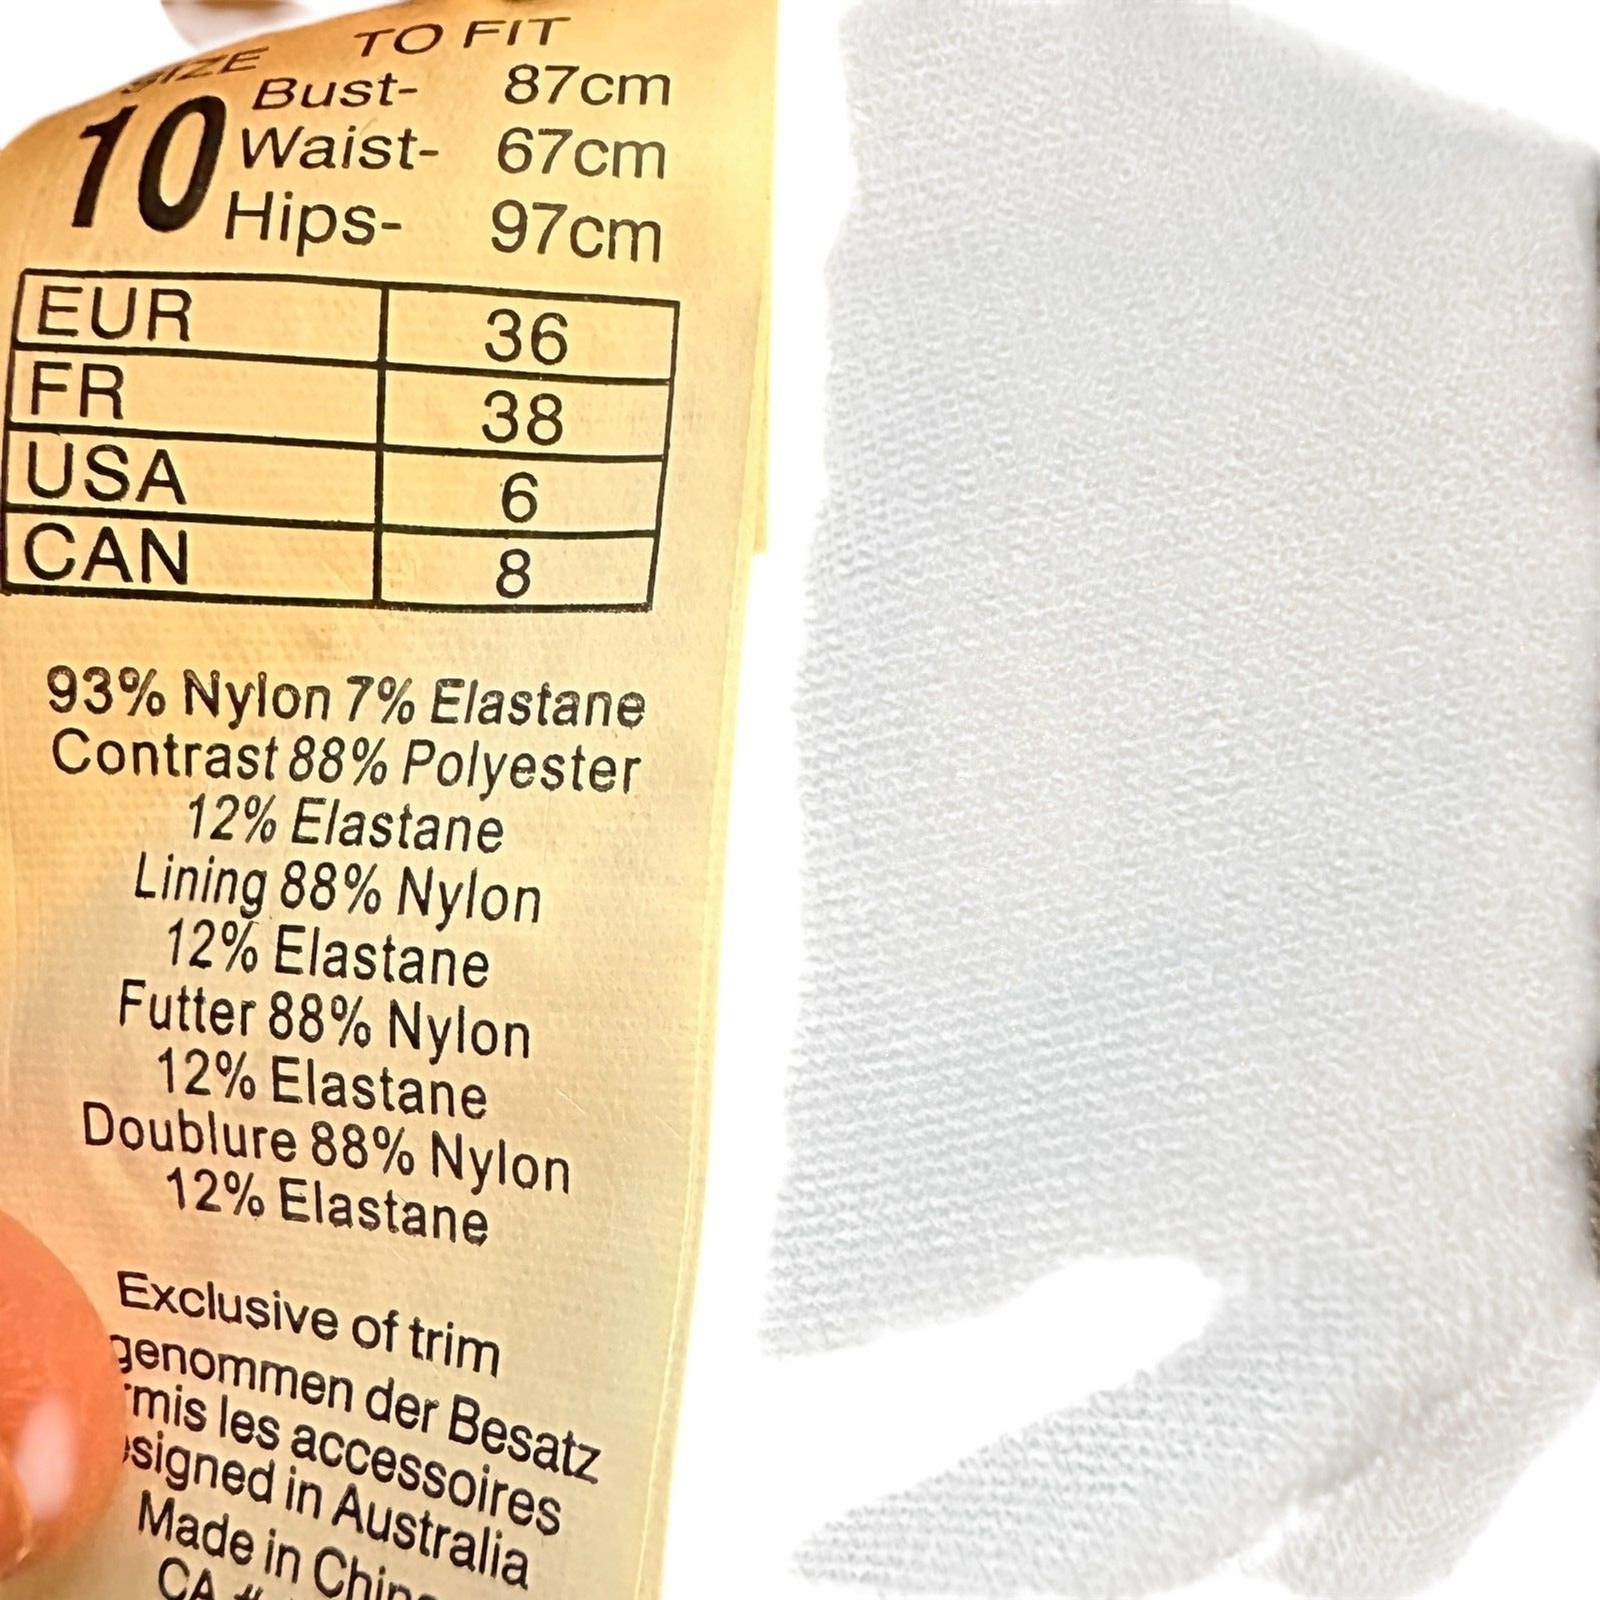 SIZE TO FIT
10 Bust- 87cm
Waist- 67cm
Hips- 97cm
EUR 36
FR 38
USA 6
CAN 8
93% Nylon 7% Elastane
Contrast 88% Polyester
12% Elastane
Lining 88% Nylon
12% Elastane
Futter 88% Nylon
12% Elastane
Doublure 88% Nylon
12% Elastane
Exclusive of trim
genommen der Besatz
les accessoires
signed in Australia
Made in
CA #